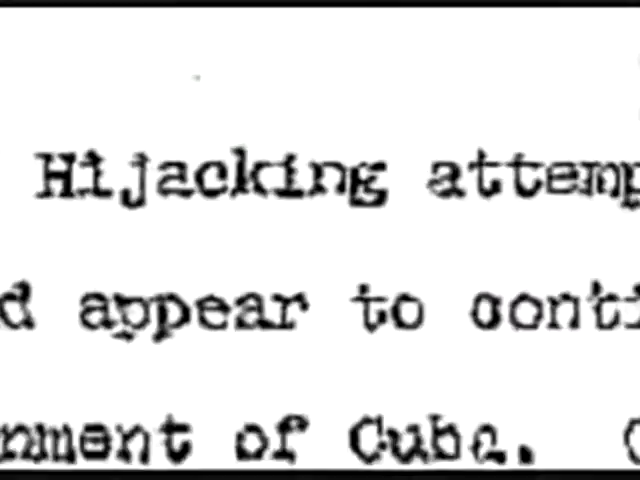 Hijacking attemp
d appear to conti
nment of Cuba. C